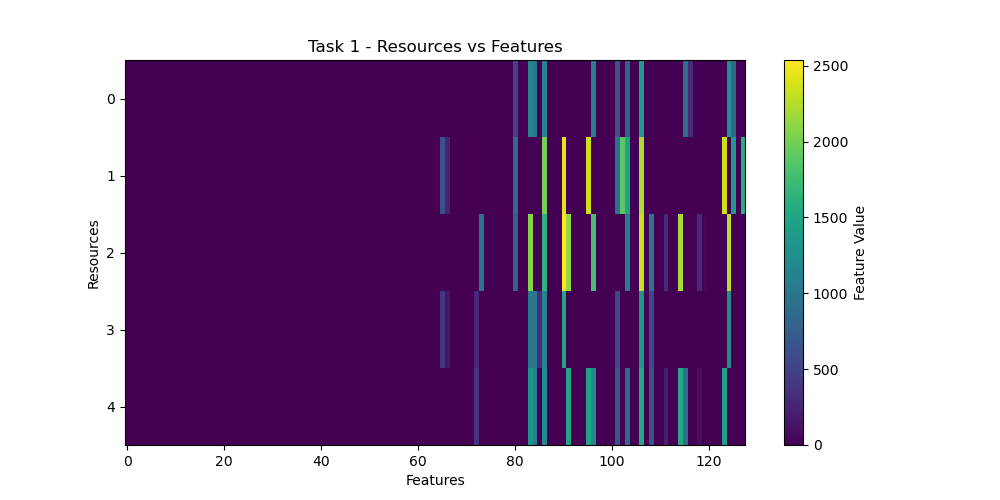 Task 1 - Resources vs Features
Resources
0
1
2
3
4
0 20 40 60 80 100 120
Features
2500
2000
1500
1000
500
0
Feature Value